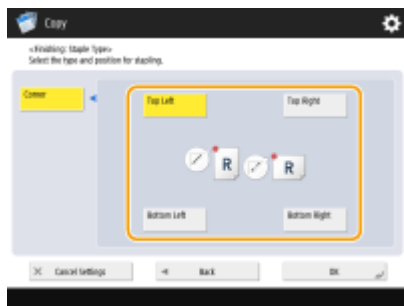 Copy
<Finishing: Staple Type>
Select the type and position for stapling.
Corner
Top Left
Top Right
R
R
Bottom Left
Bottom Right
Cancel Settings
Back
OK